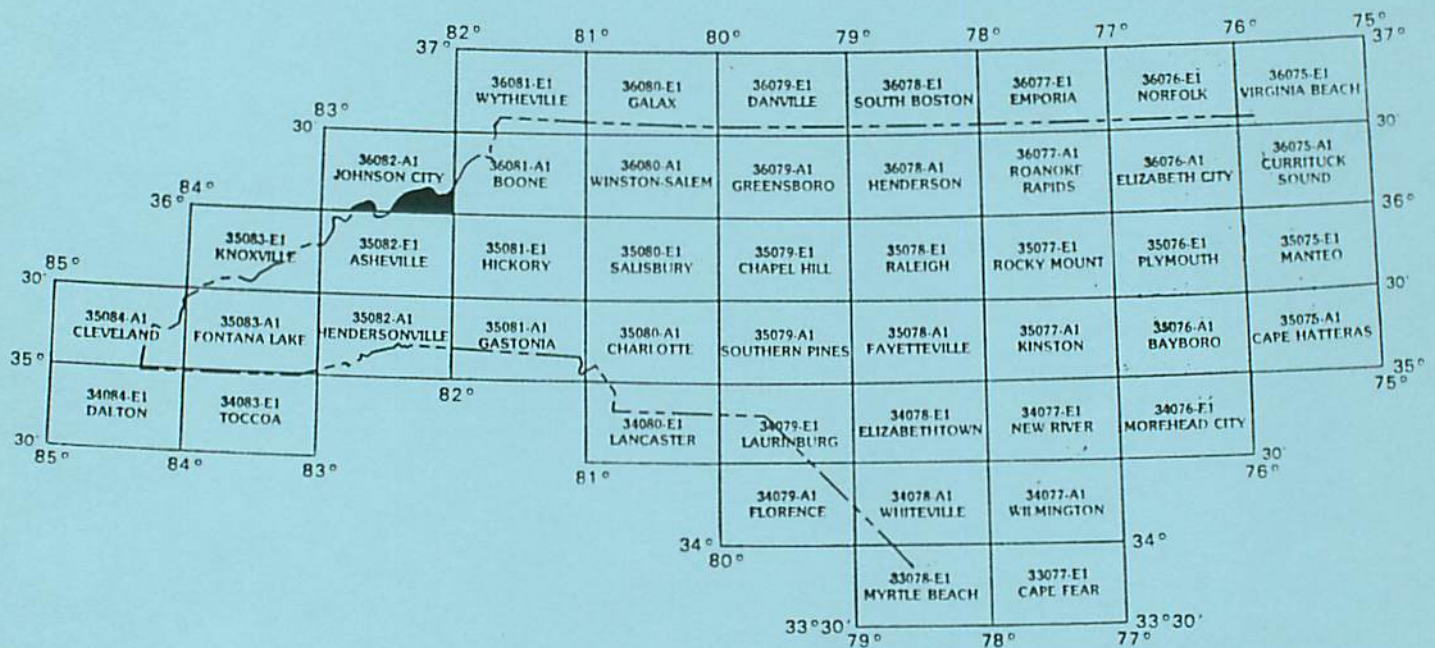 82° 81° 80° 79° 78° 77° 76° 75°
37° 37°
36081-E1 36080-E1 36079-E1 36078-E1 36077-E1 36076-E1 36075-E1
WYTHEVILLE GALAX DANVILLE SOUTH BOSTON EMPORIA NORFOLK VIRGINIA BEACH
83°
30' 30'
36082-A1 36081-A1 36080-A1 36079-A1 36078-A1 36077-A1 36076-A1 36075-A1
JOHNSON CITY BOONE WINSTON-SALEM GREENSBORO HENDERSON ROANOKE RAPIDS ELIZABETH CITY CURRITUCK SOUND
84°
36° 36°
35083-E1 35082-E1 35081-E1 35080-E1 35079-E1 35078-E1 35077-E1 35076-E1 35075-E1
KNOXVILLE ASHEVILLE HICKORY SALISBURY CHAPEL HILL RALEIGH ROCKY MOUNT PLYMOUTH MANTEO
85°
30' 30'
35084-A1 35083-A1 35082-A1 35081-A1 35080-A1 35079-A1 35078-A1 35077-A1 35076-A1 35075-A1
CLEVELAND FONTANA LAKE HENDERSONVILLE GASTONIA CHARLOTTE SOUTHERN PINES FAYETTEVILLE KINSTON BAYBORO CAPE HATTERAS
35° 35°
82° 75°
34084-E1 34083-E1 34080-E1 34079-E1 34078-E1 34077-E1 34076-E1
DALTON TOCCOA LANCASTER LAURINBURG ELIZABETHTOWN NEW RIVER MOREHEAD CITY
30' 30'
85° 84° 83° 81° 76°
34079-A1 34078-A1 34077-A1
FLORENCE WHITEVILLE WILMINGTON
34° 34°
80°
33078-E1 33077-E1
MYRTLE BEACH CAPE FEAR
33°30' 33°30'
79° 78° 77°